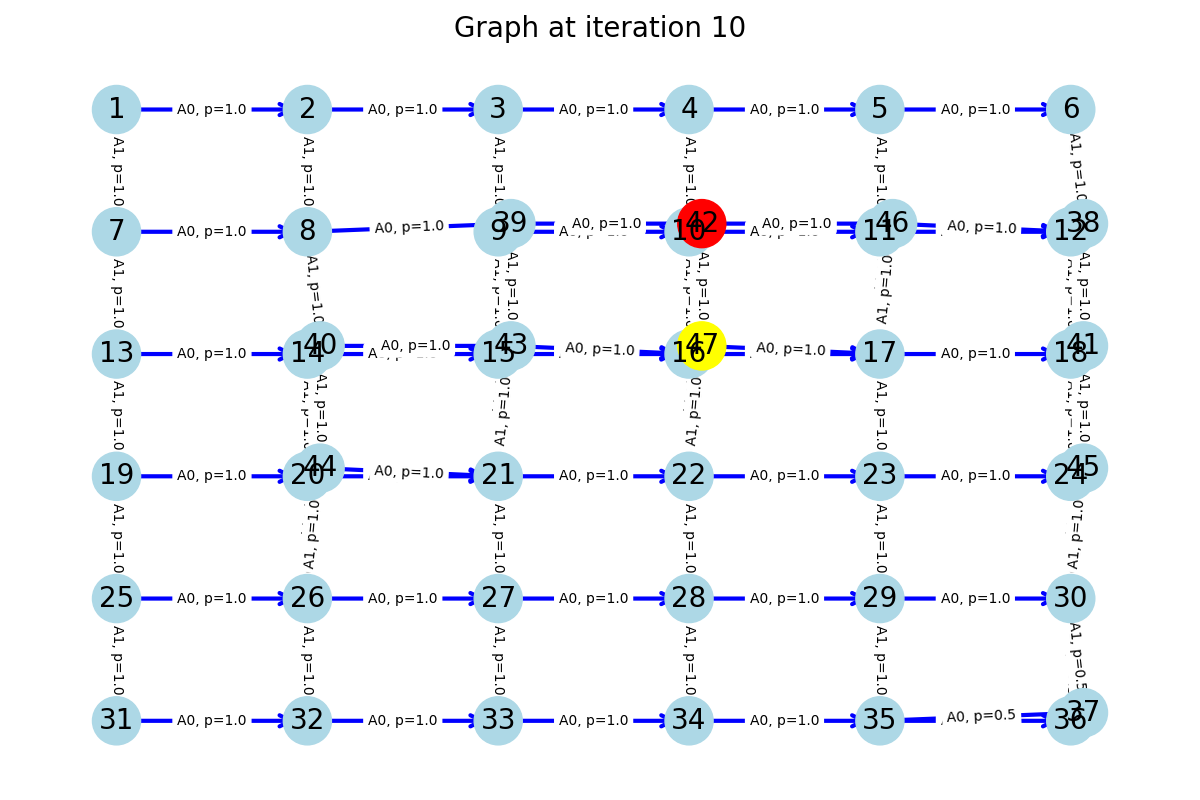 Graph at iteration 10
1 A0, p=1.0 2 A0, p=1.0 3 A0, p=1.0 4 A0, p=1.0 5 A0, p=1.0 6
A1, p=1.0 A1, p=1.0 A1, p=1.0 A1, p=1.0 A1, p=1.0 A1, p=1.0
7 A0, p=1.0 8 A0, p=1.0 9 39 A0, p=1.0 10 42 A0, p=1.0 11 46 A0, p=1.0 12 38
A1, p=1.0 A1, p=1.0 A1, p=1.0 A1, p=1.0 A1, p=1.0 A1, p=1.0
13 A0, p=1.0 14 40 A0, p=1.0 15 43 A0, p=1.0 16 47 A0, p=1.0 17 A0, p=1.0 18 41
A1, p=1.0 A1, p=1.0 A1, p=1.0 A1, p=1.0 A1, p=1.0 A1, p=1.0
19 A0, p=1.0 20 44 A0, p=1.0 21 A0, p=1.0 22 A0, p=1.0 23 A0, p=1.0 24 45
A1, p=1.0 A1, p=1.0 A1, p=1.0 A1, p=1.0 A1, p=1.0 A1, p=1.0
25 A0, p=1.0 26 A0, p=1.0 27 A0, p=1.0 28 A0, p=1.0 29 A0, p=1.0 30
A1, p=1.0 A1, p=1.0 A1, p=1.0 A1, p=1.0 A1, p=1.0 A1, p=0.5
31 A0, p=1.0 32 A0, p=1.0 33 A0, p=1.0 34 A0, p=1.0 35 A0, p=0.5 36 37